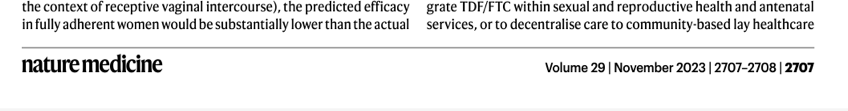 the context of receptive vaginal intercourse), the predicted efficacy
in fully adherent women would be substantially lower than the actual
grate TDF/FTC within sexual and reproductive health and antenatal
services, or to decentralise care to community-based lay healthcare
nature medicine
Volume 29 | November 2023 | 2707–2708 | 2707